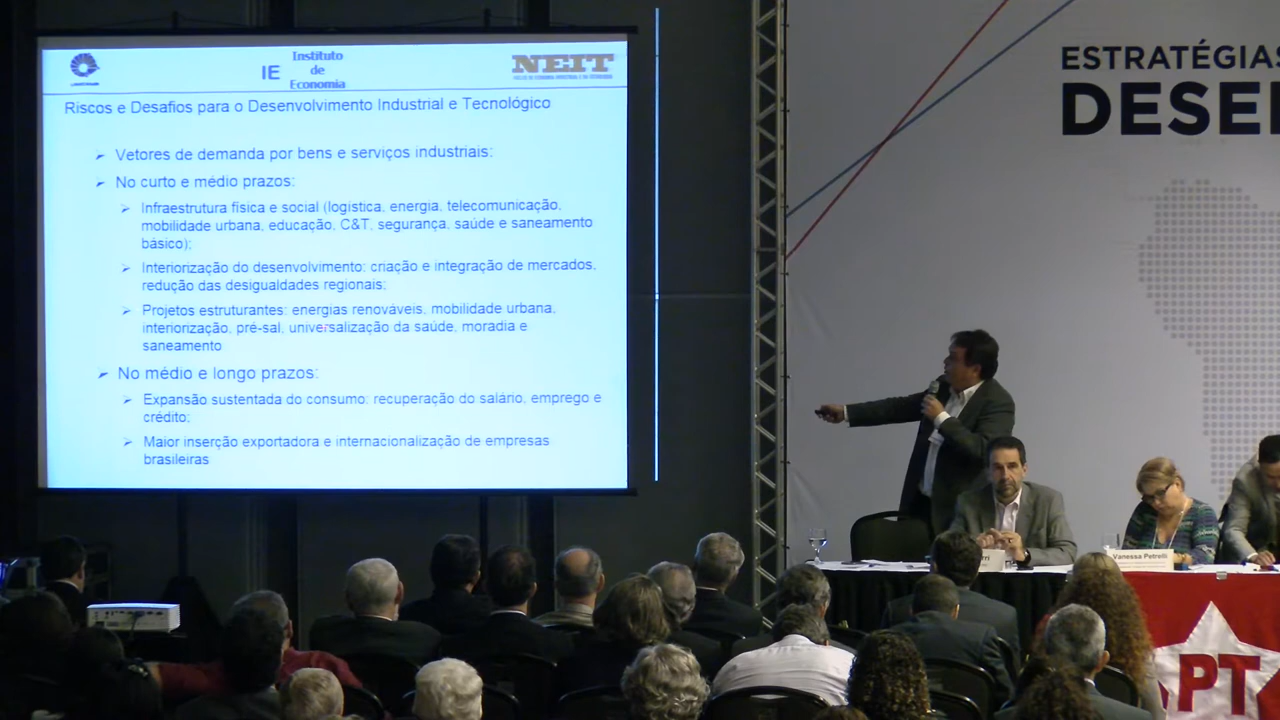 IE
Instituto
de
Economia
NEIT
Riscos e Desafios para o Desenvolvimento Industrial e Tecnológico
Vetores de demanda por bens e serviços industriais:
No curto e médio prazos:
Infraestrutura física e social (logística, energia, telecomunicação,
mobilidade urbana, educação, C&T, segurança, saúde e saneamento
básico);
Interiorização do desenvolvimento: criação e integração de mercados,
redução das desigualdades regionais;
Projetos estruturantes: energias renováveis, mobilidade urbana,
interiorização, pré-sal, universalização da saúde, moradia e
saneamento
No médio e longo prazos:
Expansão sustentada do consumo: recuperação do salário, emprego e
crédito;
Maior inserção exportadora e internacionalização de empresas
brasileiras
ESTRATÉGIAS
DESE
Vanessa Petrelli
PT